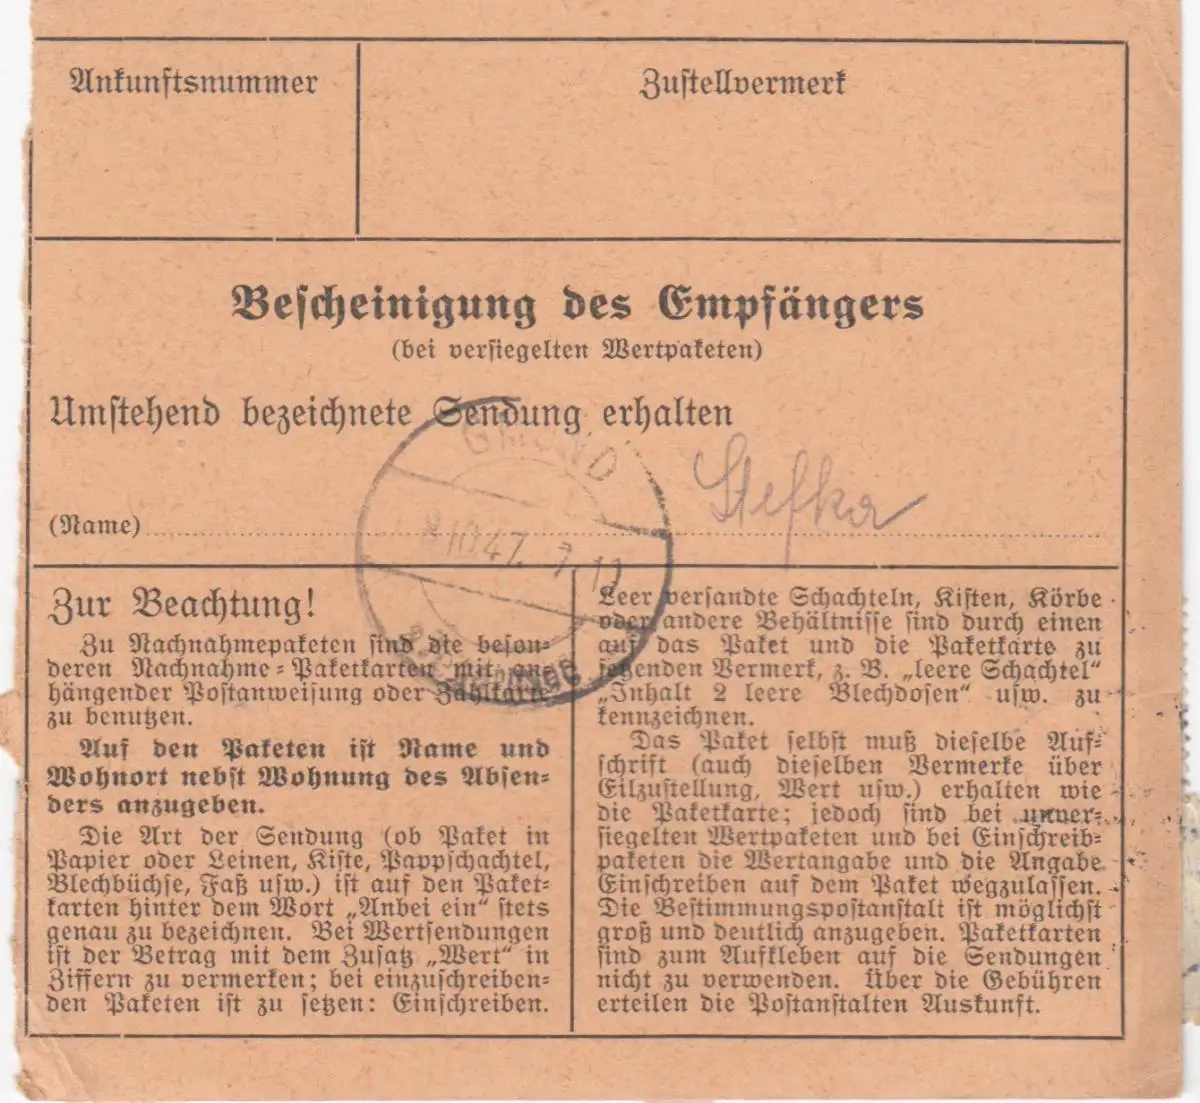 Ankunftsnummer
Zustellvermerk
Bescheinigung des Empfängers
(bei versiegelten Wertpaketen)
Umstehend bezeichnete Sendung erhalten
GMUND
Stefka
(Name)
8.10.47. 7-12
Zur Beachtung!
Zu Nachnahmepaketen sind die beson-
deren Nachnahme-Paketkarten mit an-
hängender Postanweisung oder Zahlkarte
zu benutzen.
Auf den Paketen ist Name und
Wohnort nebst Wohnung des Absen-
ders anzugeben.
Die Art der Sendung (ob Paket in
Papier oder Leinen, Kiste, Pappschachtel,
Blechbüchse, Faß usw.) ist auf den Paket-
karten hinter dem Wort „Anbei ein“ stets
genau zu bezeichnen. Bei Wertsendungen
ist der Betrag mit dem Zusatz „Wert“ in
Ziffern zu vermerken; bei einzuschreiben-
den Paketen ist zu setzen: Einschreiben.
Leer versandte Schachteln, Kisten, Körbe
oder andere Behältnisse sind durch einen
auf das Paket und die Paketkarte zu
setzenden Vermerk, z. B. „leere Schachtel“
„Inhalt 2 leere Blechdosen“ usw. zu
kennzeichnen.
Das Paket selbst muß dieselbe Auf-
schrift (auch dieselben Vermerke über
Eilzustellung, Wert usw.) erhalten wie
die Paketkarte; jedoch sind bei unver-
siegelten Wertpaketen und bei Einschreib-
paketen die Wertangabe und die Angabe
Einschreiben auf dem Paket wegzulassen.
Die Bestimmungspostanstalt ist möglichst
groß und deutlich anzugeben. Paketkarten
sind zum Aufkleben auf die Sendungen
nicht zu verwenden. Über die Gebühren
erteilen die Postanstalten Auskunft.